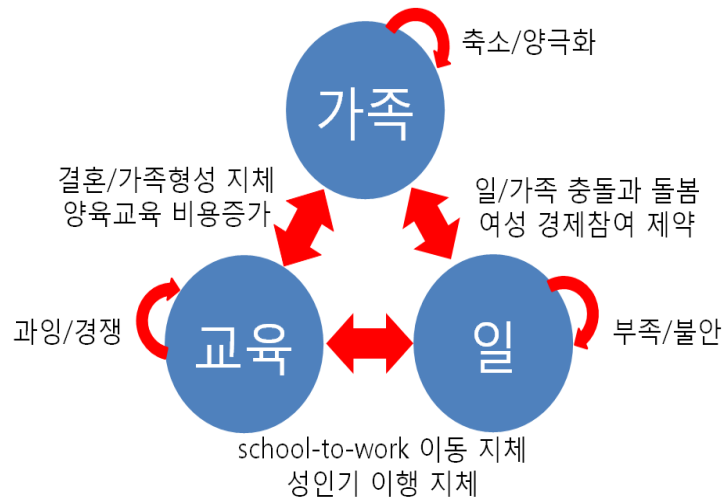 축소/양극화
가족
결혼/가족형성 지체
양육교육 비용증가
일/가족 충돌과 돌봄
여성 경제참여 제약
과잉/경쟁
교육
일
부족/불안
school-to-work 이동 지체
성인기 이행 지체